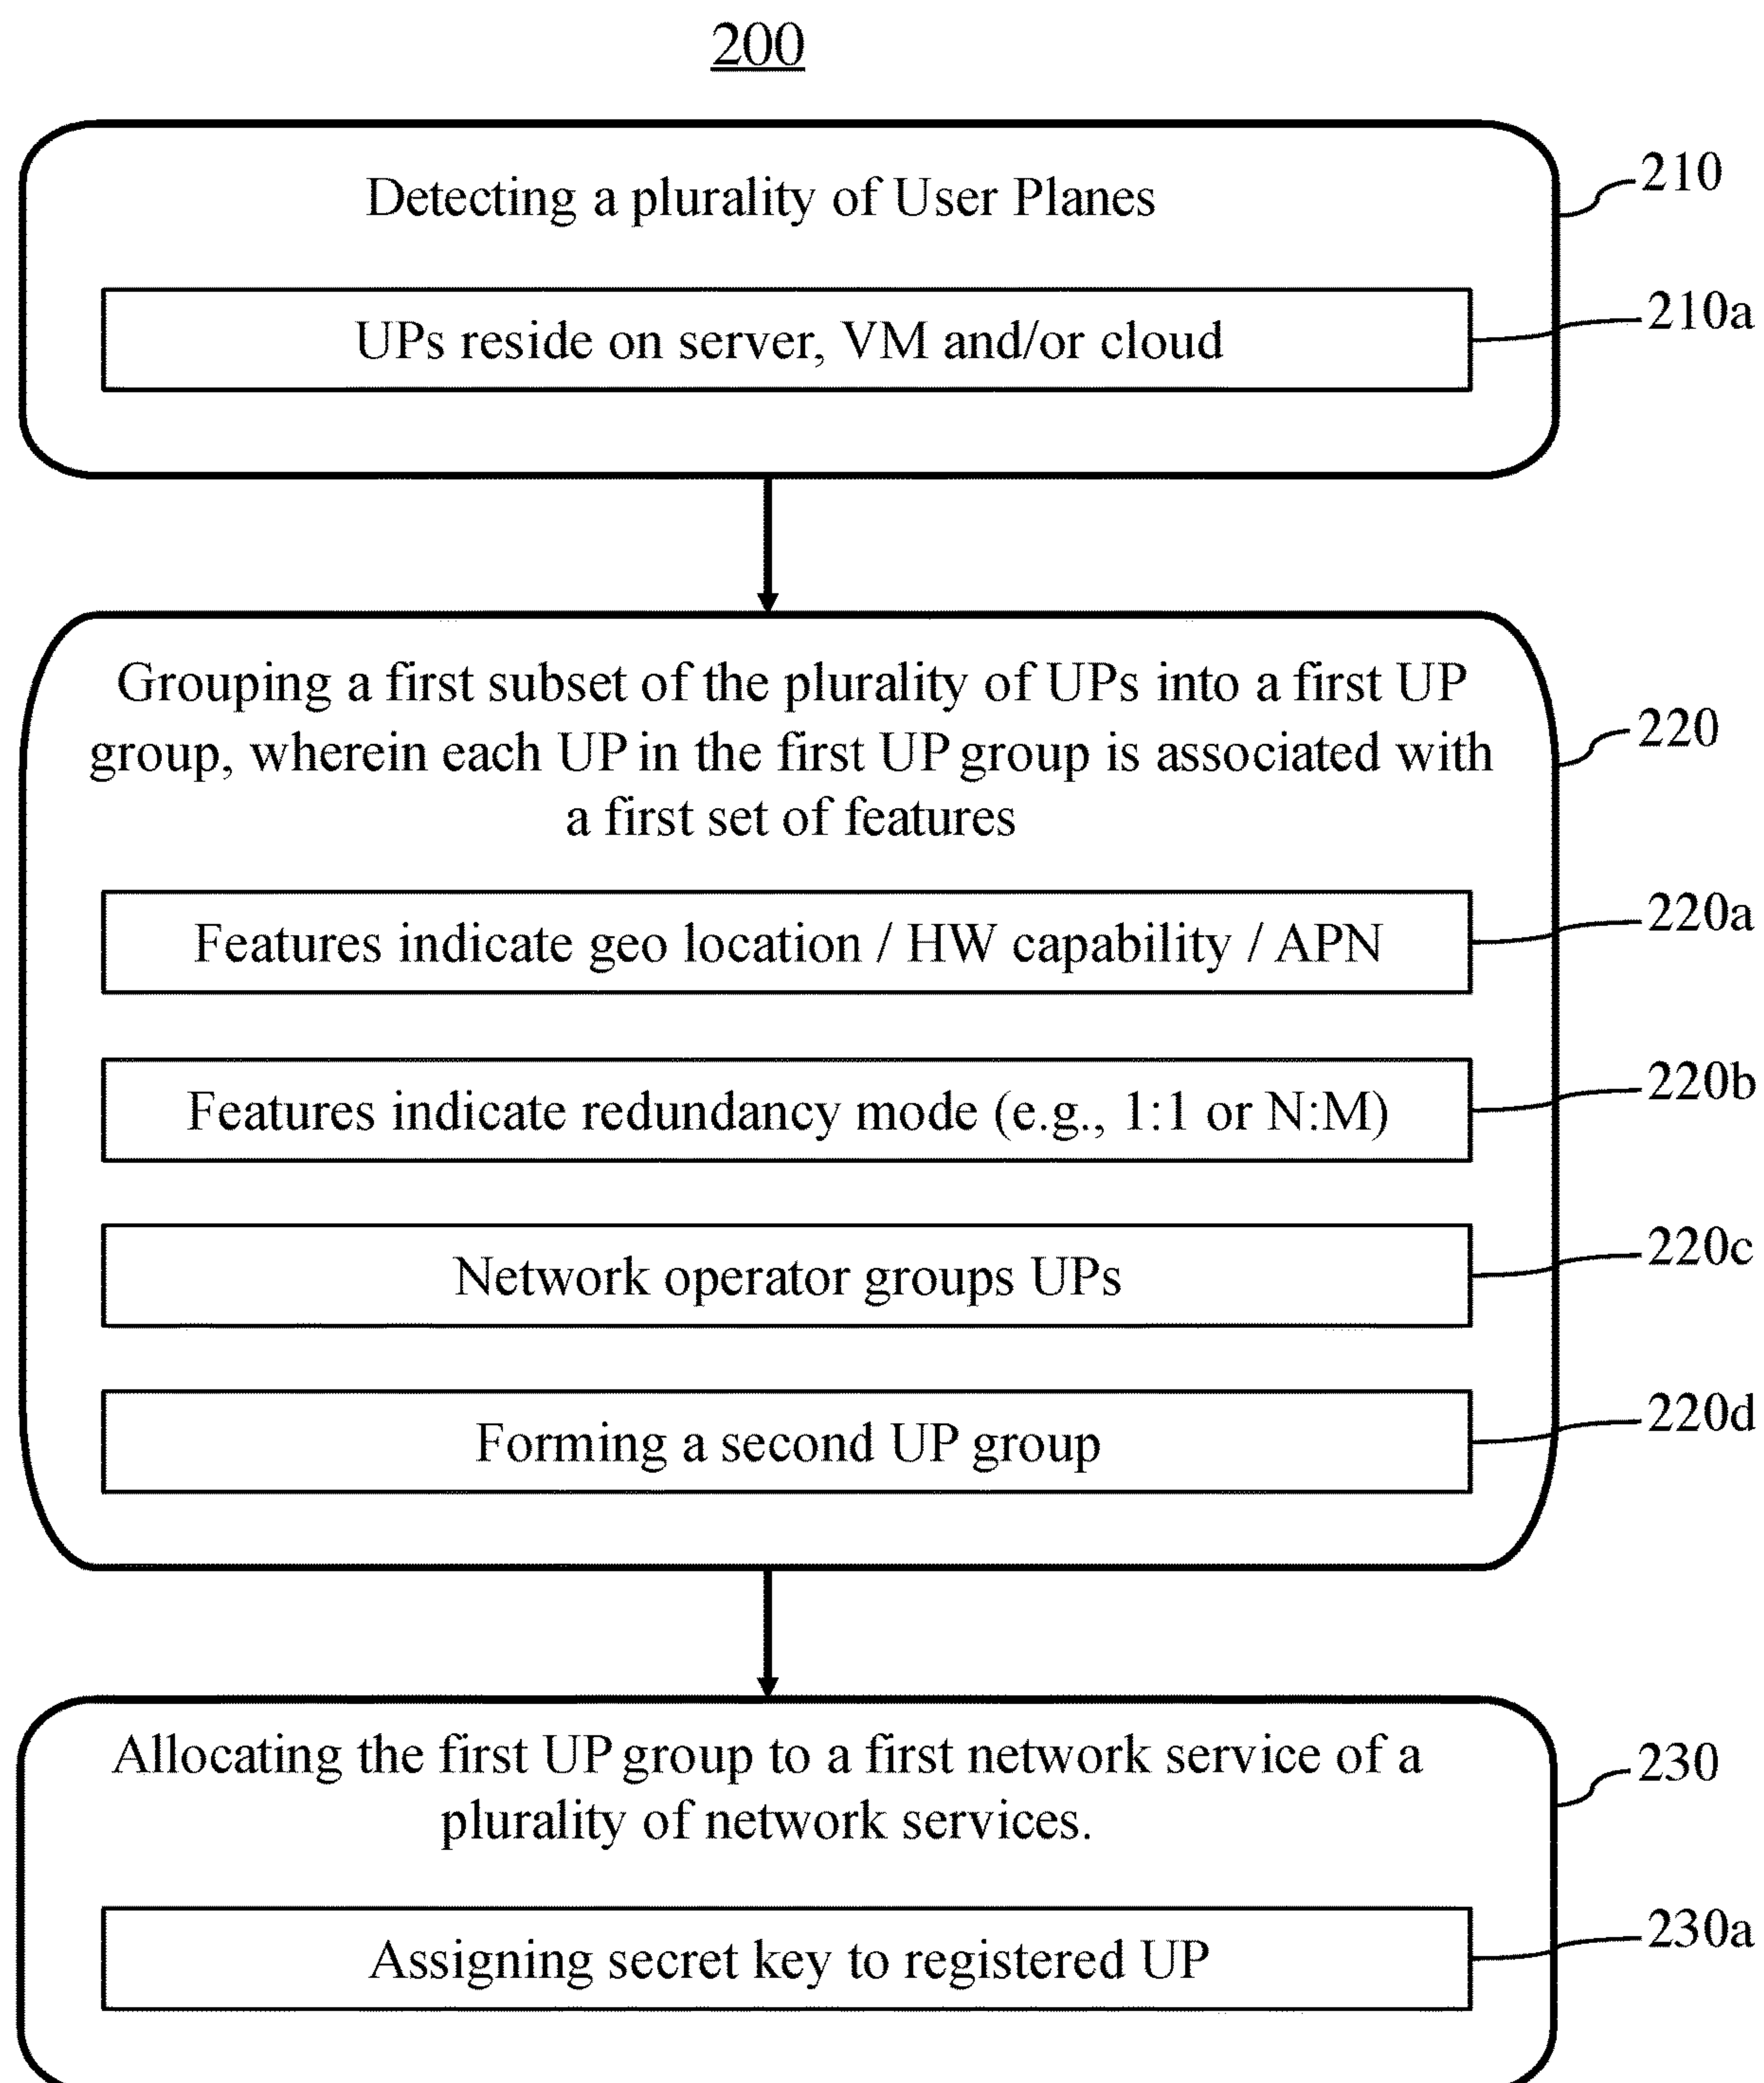 200
Detecting a plurality of User Planes
210
UPs reside on server, VM and/or cloud
210a
Grouping a first subset of the plurality of UPs into a first UP
group, wherein each UP in the first UP group is associated with
a first set of features
220
Features indicate geo location / HW capability / APN
220a
Features indicate redundancy mode (e.g., 1:1 or N:M)
220b
Network operator groups UPs
220c
Forming a second UP group
220d
Allocating the first UP group to a first network service of a
plurality of network services.
230
Assigning secret key to registered UP
230a